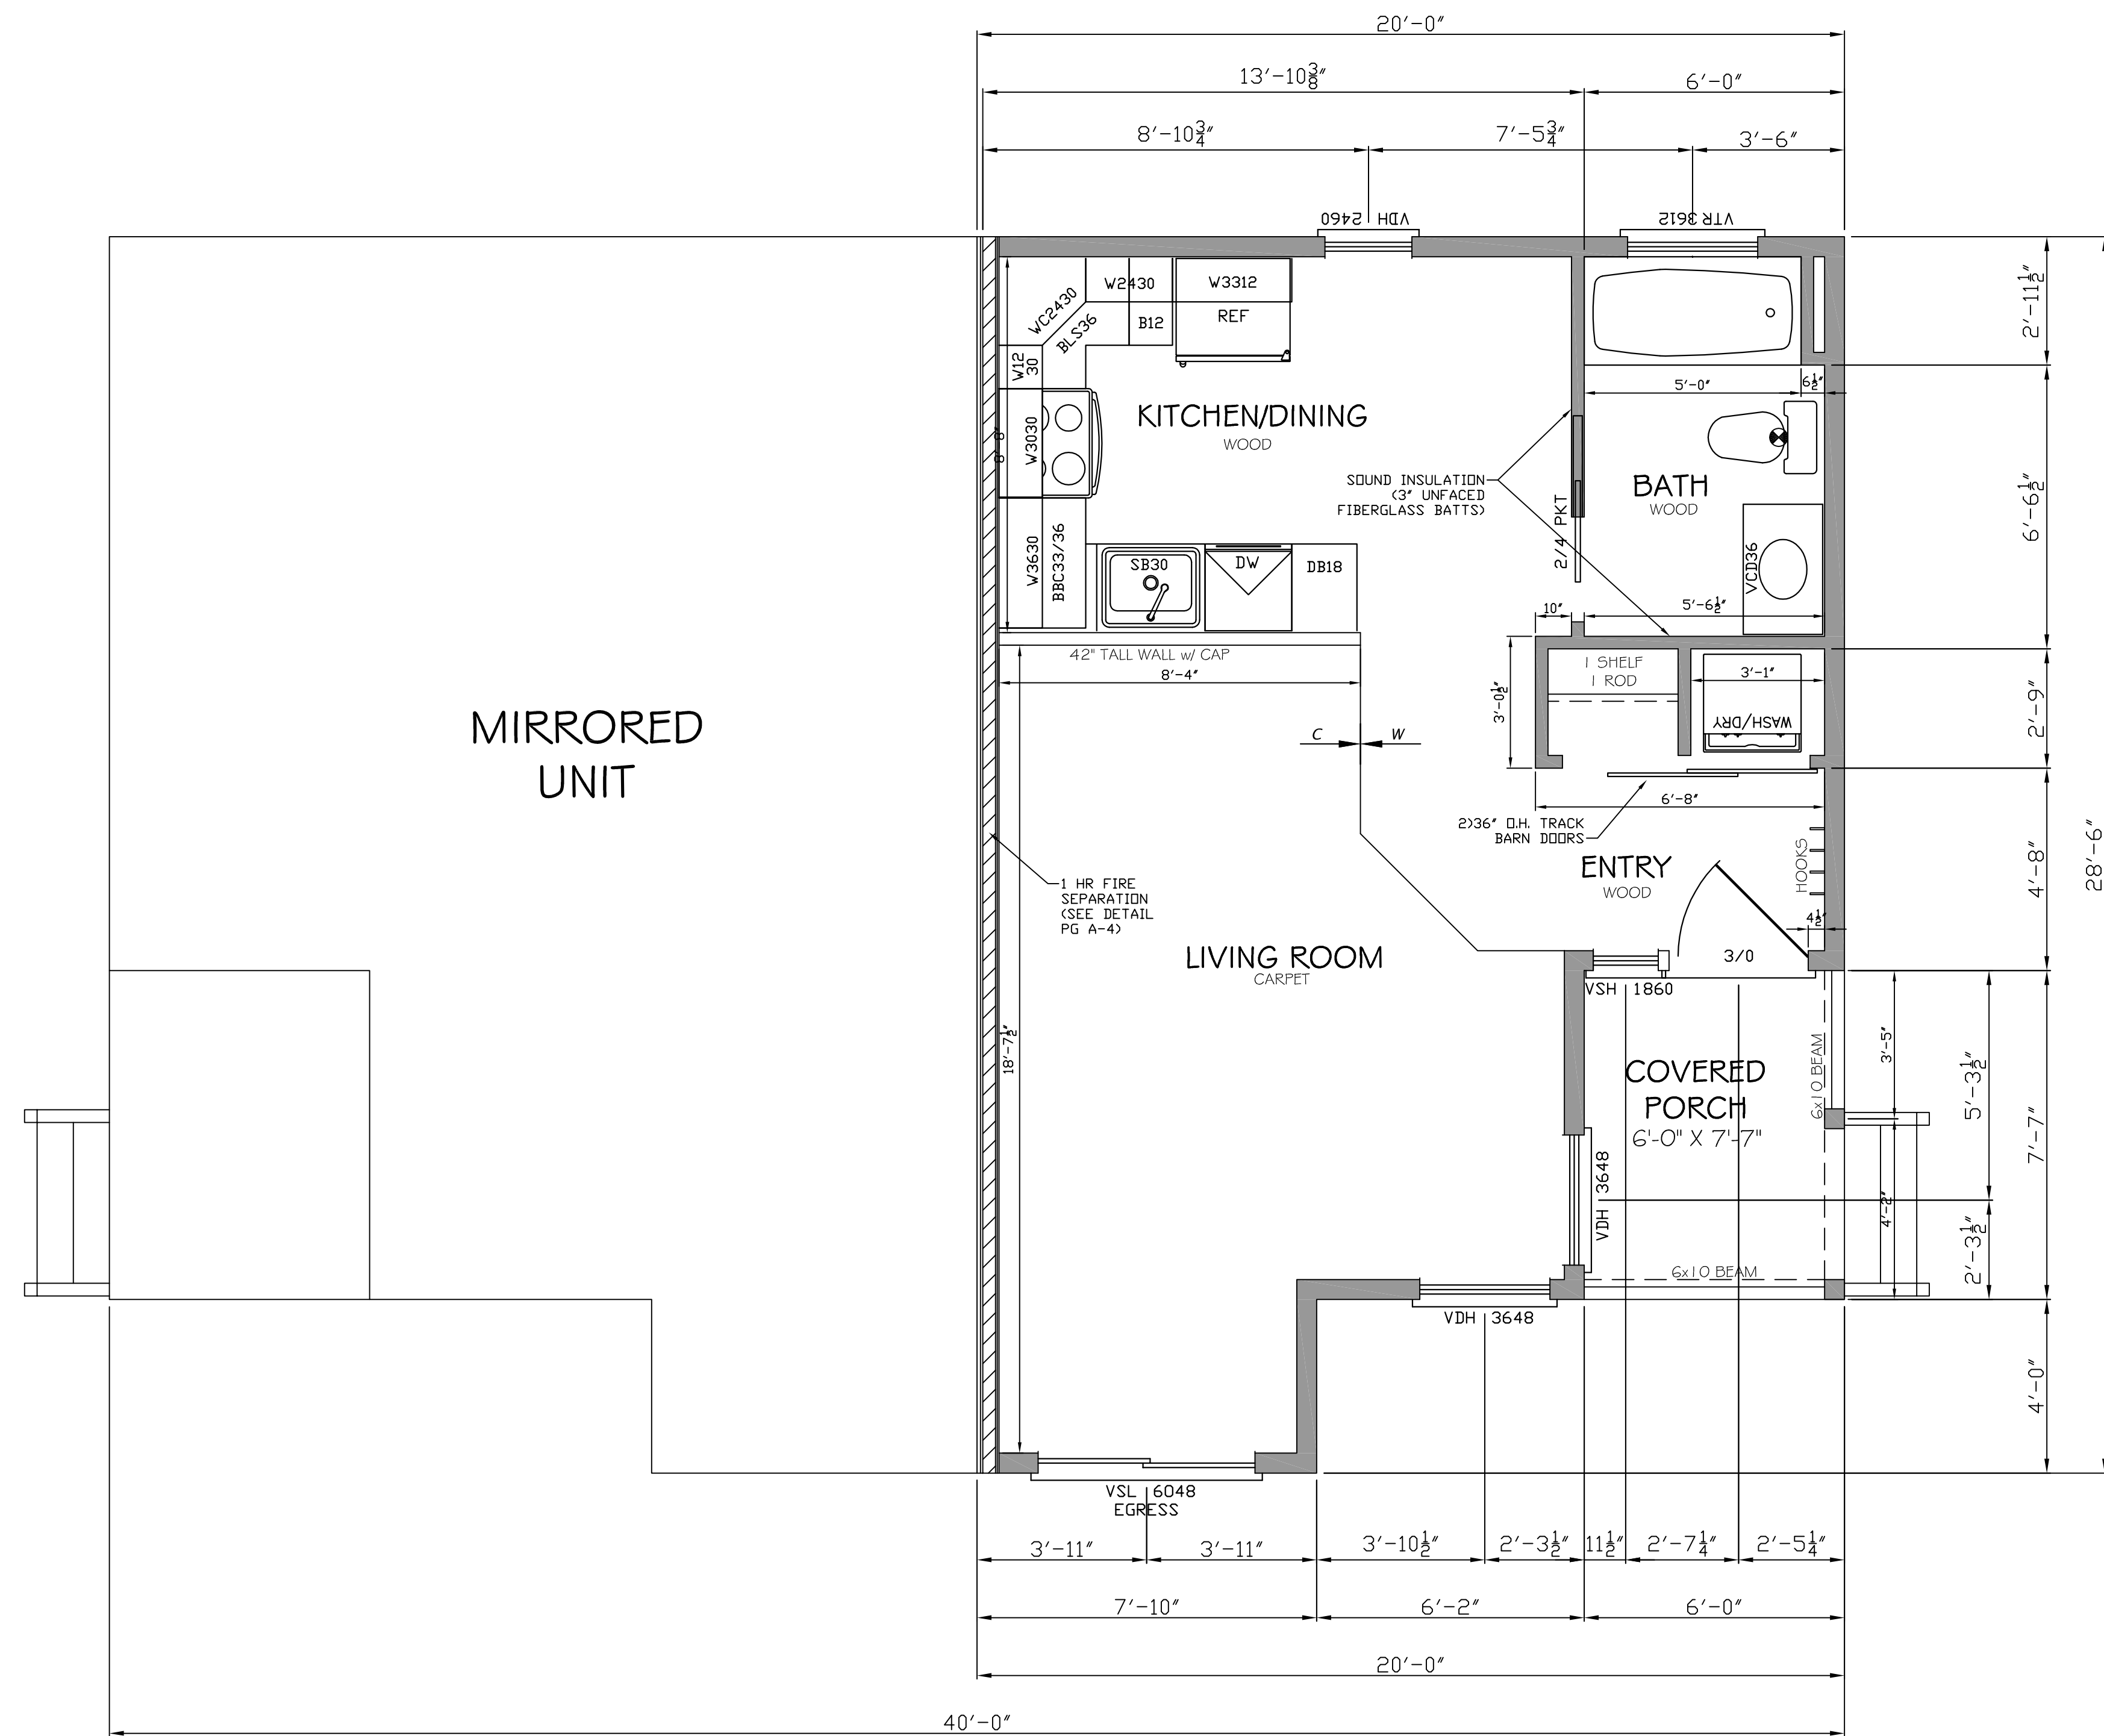 20'-0"
13'-10 3/8"
6'-0"
8'-10 3/4"
7'-5 3/4"
3'-6"
VDH 2460
VTR 3612
W2430
W3312
WC2430
BLS36
B12
REF
2'-11 1/2"
W12
30
5'-0"
6 1/2"
KITCHEN/DINING
WOOD
8'-8"
W3030
SOUND INSULATION
(3" UNFACED
FIBERGLASS BATTS)
BATH
WOOD
6'-6 1/2"
2/4 PKT
W3630
BBC33/36
SB30
DW
DB18
VCD36
10"
5'-6 1/2"
42" TALL WALL w/ CAP
8'-4"
1 SHELF
1 ROD
3'-1"
3'-0 1/2"
WASH/DRY
2'-9"
MIRRORED
UNIT
C
W
6'-8"
2)36" O.H. TRACK
BARN DOORS
ENTRY
WOOD
HOOKS
4'-8"
28'-6"
1 HR FIRE
SEPARATION
(SEE DETAIL
PG A-4)
4 1/2"
LIVING ROOM
CARPET
3/0
VSH 1860
18'-7 1/2"
COVERED
PORCH
6'-0" X 7'-7"
6x10 BEAM
3'-5"
5'-3 1/2"
7'-7"
VDH 3648
4'-2"
2'-3 1/2"
6x10 BEAM
VDH 3648
4'-0"
VSL 6048
EGRESS
3'-11"
3'-11"
3'-10 1/2"
2'-3 1/2"
11 1/2"
2'-7 1/4"
2'-5 1/4"
7'-10"
6'-2"
6'-0"
20'-0"
40'-0"